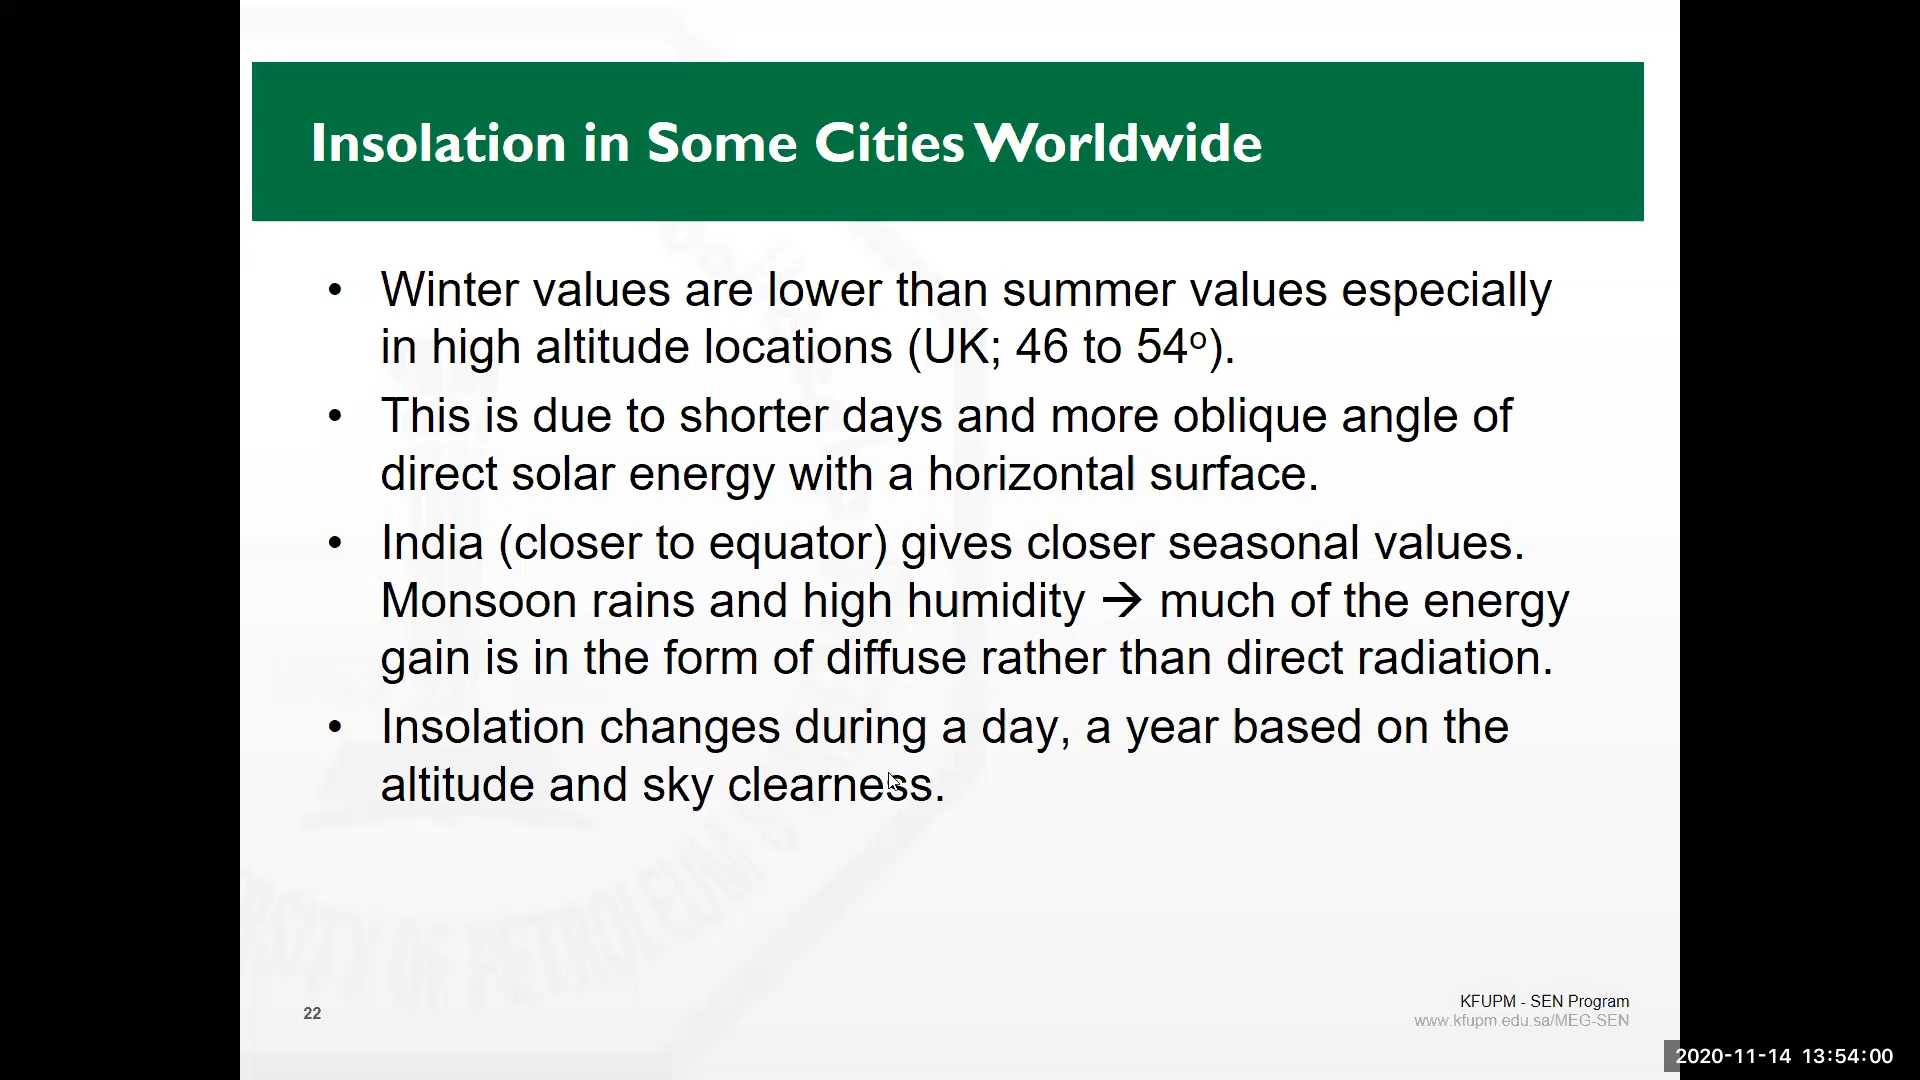 Insolation in Some Cities Worldwide
• Winter values are lower than summer values especially
in high altitude locations (UK; 46 to 54º).
• This is due to shorter days and more oblique angle of
direct solar energy with a horizontal surface.
• India (closer to equator) gives closer seasonal values.
Monsoon rains and high humidity → much of the energy
gain is in the form of diffuse rather than direct radiation.
• Insolation changes during a day, a year based on the
altitude and sky clearness.
OF PETROLEUM &
22
KFUPM - SEN Program
www.kfupm.edu.sa/MEG-SEN
2020-11-14 13:54:00